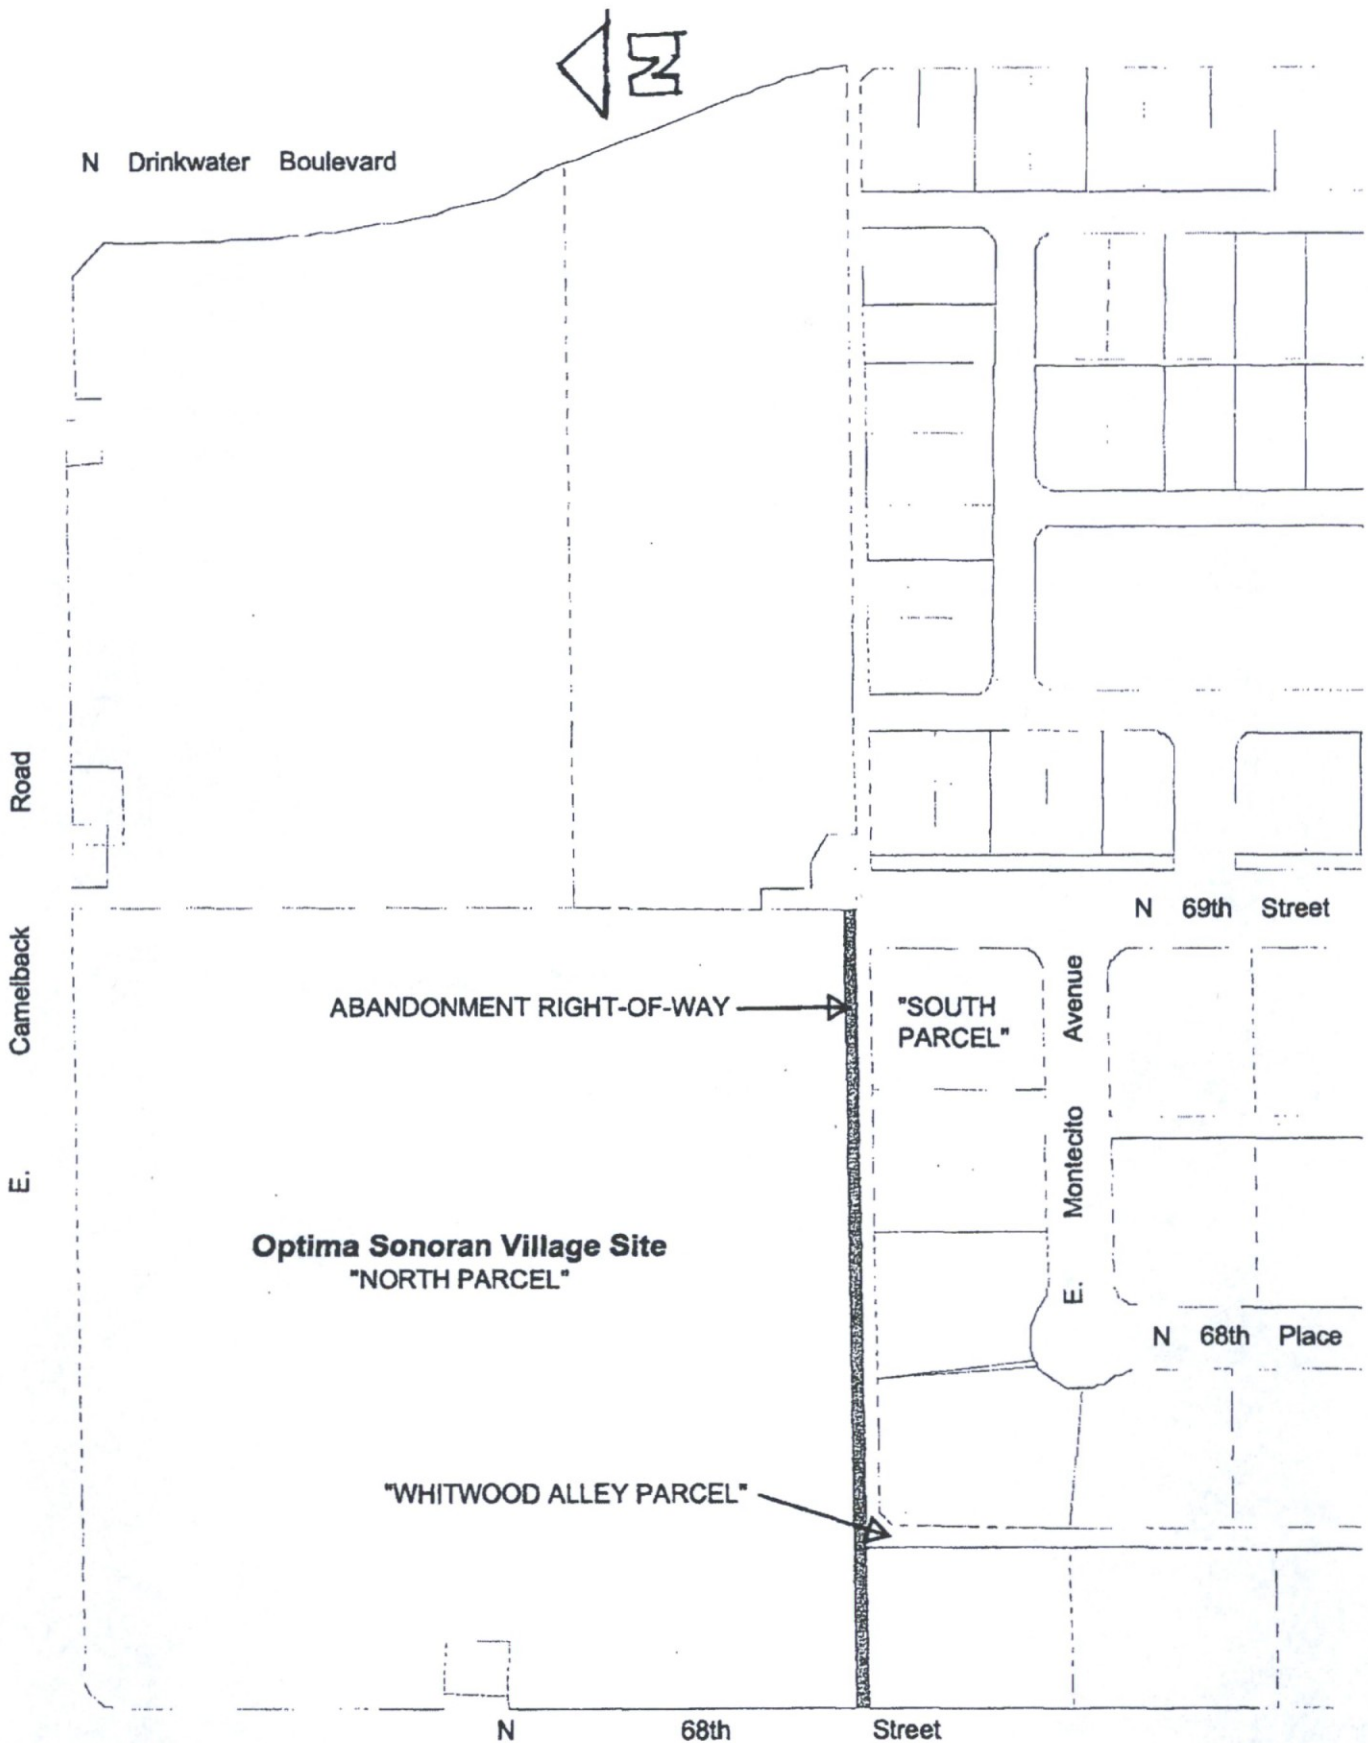 N
N Drinkwater Boulevard
E. Camelback Road
N 69th Street
ABANDONMENT RIGHT-OF-WAY
"SOUTH
PARCEL"
E. Montecito Avenue
Optima Sonoran Village Site
"NORTH PARCEL"
N 68th Place
"WHITWOOD ALLEY PARCEL"
N 68th Street